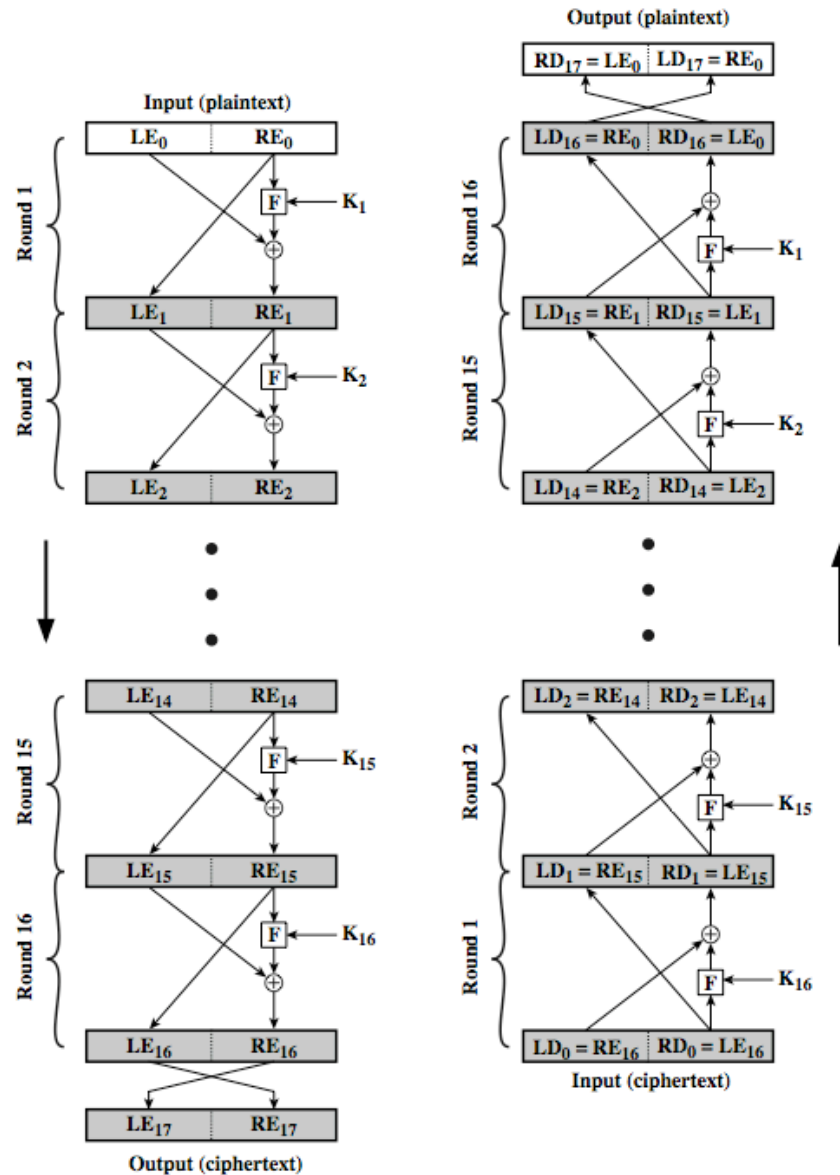 Input (plaintext)
LE₀ RE₀
F
K₁
Round 1
LE₁ RE₁
F
K₂
Round 2
LE₂ RE₂
LE₁₄ RE₁₄
F
K₁₅
Round 15
LE₁₅ RE₁₅
F
K₁₆
Round 16
LE₁₆ RE₁₆
LE₁₇ RE₁₇
Output (ciphertext)
Output (plaintext)
RD₁₇ = LE₀ LD₁₇ = RE₀
LD₁₆ = RE₀ RD₁₆ = LE₀
Round 16
F
K₁
LD₁₅ = RE₁ RD₁₅ = LE₁
Round 15
F
K₂
LD₁₄ = RE₂ RD₁₄ = LE₂
LD₂ = RE₁₄ RD₂ = LE₁₄
Round 2
F
K₁₅
LD₁ = RE₁₅ RD₁ = LE₁₅
Round 1
F
K₁₆
LD₀ = RE₁₆ RD₀ = LE₁₆
Input (ciphertext)